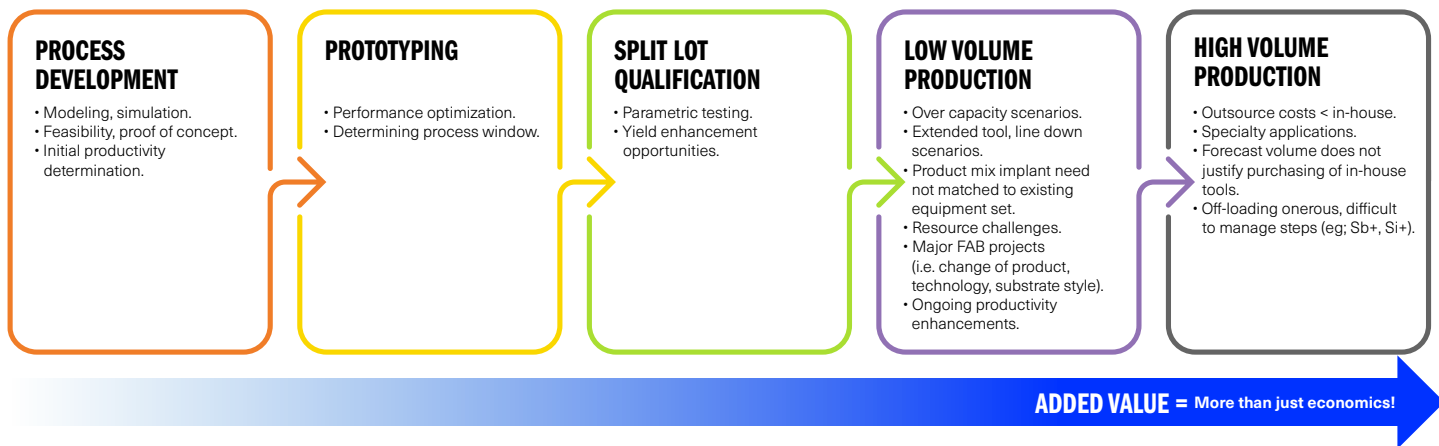 PROCESS
DEVELOPMENT
• Modeling, simulation.
• Feasibility, proof of concept.
• Initial productivity
determination.
PROTOTYPING
• Performance optimization.
• Determining process window.
SPLIT LOT
QUALIFICATION
• Parametric testing.
• Yield enhancement
opportunities.
LOW VOLUME
PRODUCTION
• Over capacity scenarios.
• Extended tool, line down
scenarios.
• Product mix implant need
not matched to existing
equipment set.
• Resource challenges.
• Major FAB projects
(i.e. change of product,
technology, substrate style).
• Ongoing productivity
enhancements.
HIGH VOLUME
PRODUCTION
• Outsource costs < in-house.
• Specialty applications.
• Forecast volume does not
justify purchasing of in-house
tools.
• Off-loading onerous, difficult
to manage steps (eg; Sb+, Si+).
ADDED VALUE = More than just economics!